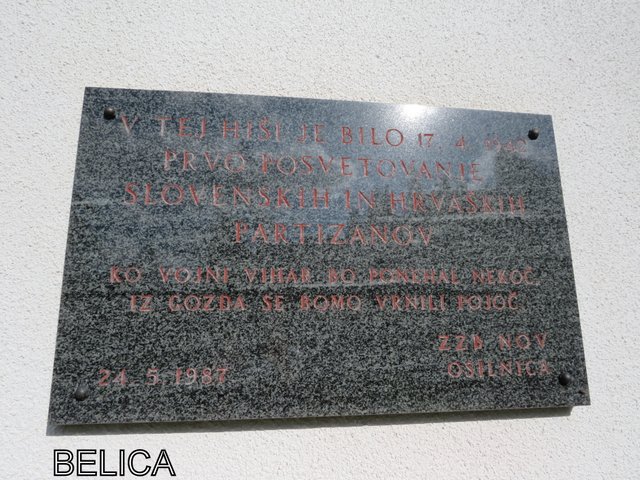 V TEJ HIŠI JE BILO 17. 4. 1942
PRVO POSVETOVANJE
SLOVENSKIH IN HRVAŠKIH
PARTIZANOV
KO VOJNI VIHAR BO PONEHAL NEKOČ,
IZ GOZDA SE BOMO VRNILI POJOČ.
ZZB NOV
OSILNICA
24. 5. 1987
BELICA